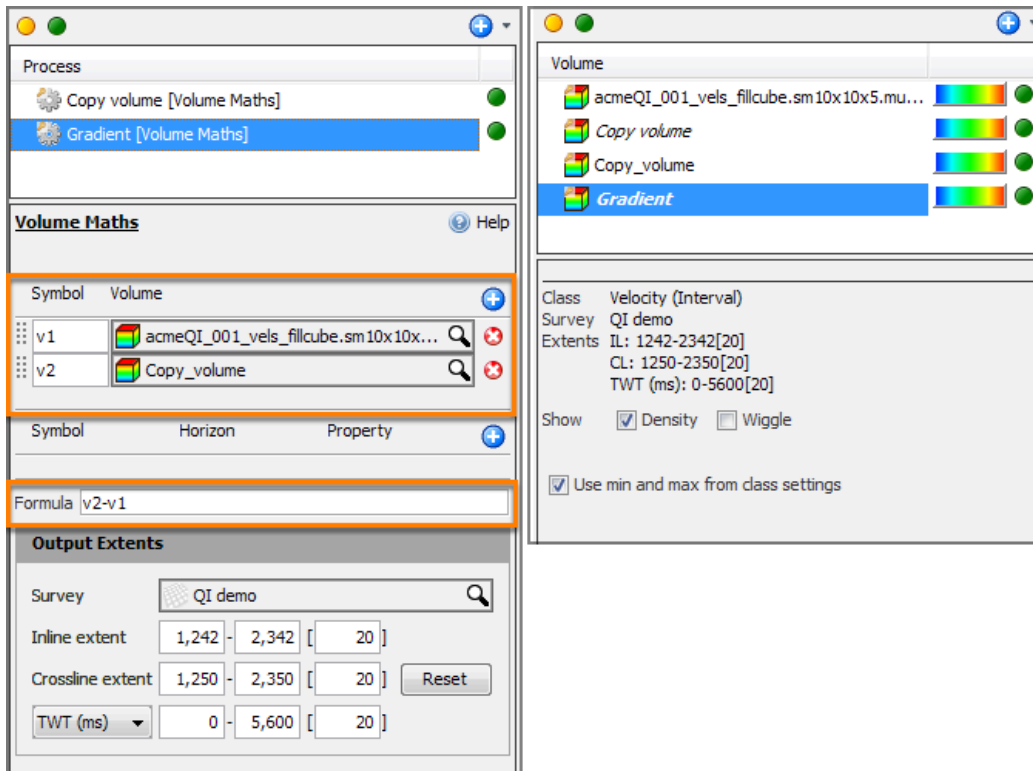 Process
Copy volume [Volume Maths]
Gradient [Volume Maths]
Volume Maths Help
Symbol Volume
v1 acmeQI_001_vels_fillcube.sm10x10x...
v2 Copy_volume
Symbol Horizon Property
Formula v2-v1
Output Extents
Survey QI demo
Inline extent 1,242 - 2,342 [ 20 ]
Crossline extent 1,250 - 2,350 [ 20 ] Reset
TWT (ms) 0 - 5,600 [ 20 ]
Volume
acmeQI_001_vels_fillcube.sm10x10x5.mu...
Copy volume
Copy_volume
Gradient
Class Velocity (Interval)
Survey QI demo
Extents IL: 1242-2342[20]
CL: 1250-2350[20]
TWT (ms): 0-5600[20]
Show Density Wiggle
Use min and max from class settings